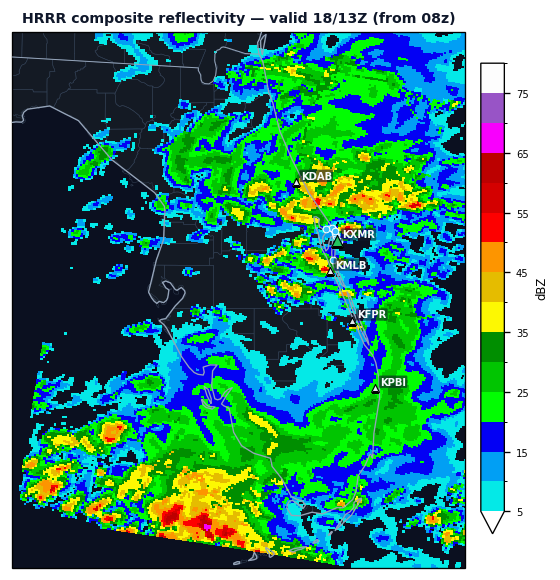 HRRR composite reflectivity — valid 18/13Z (from 08z)
KDAB
KXMR
KMLB
KFPR
KPBI
75
65
55
45
35
25
15
5
dBZ